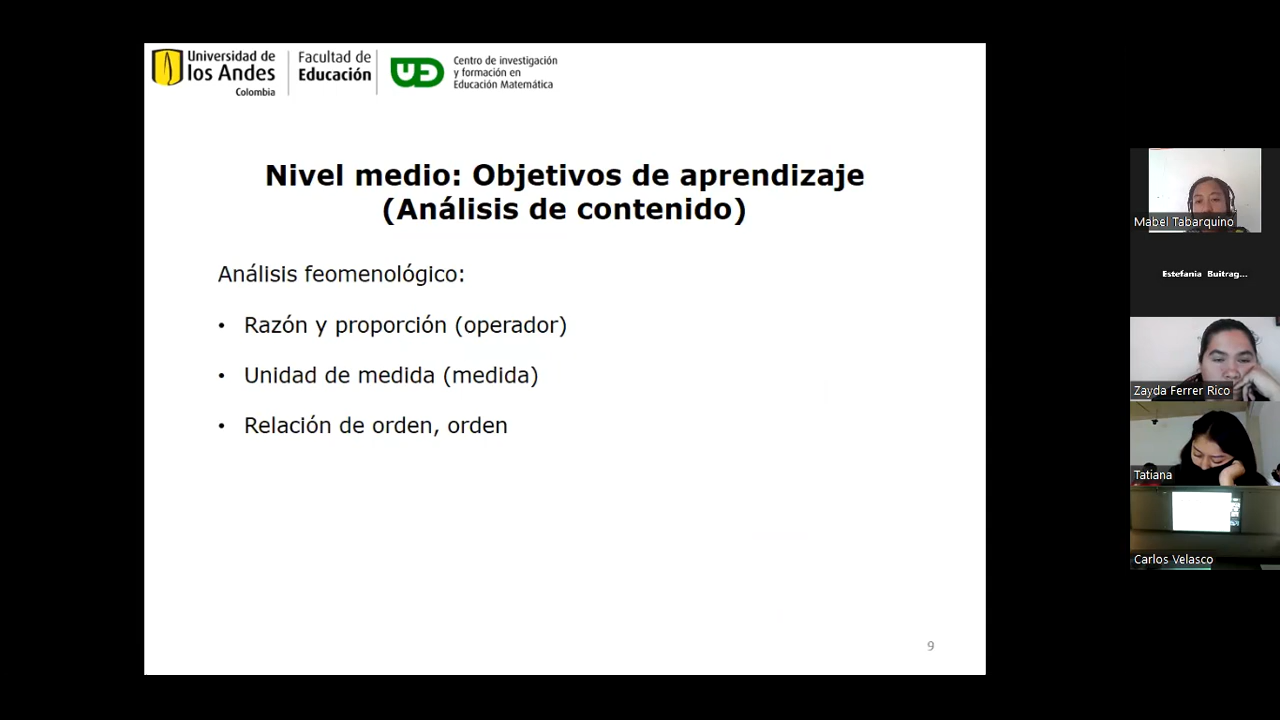 Universidad de
los Andes
Colombia
Facultad de
Educación
Centro de investigación
y formación en
Educación Matemática
Nivel medio: Objetivos de aprendizaje
(Análisis de contenido)
Análisis feomenológico:
• Razón y proporción (operador)
• Unidad de medida (medida)
• Relación de orden, orden
9
Mabel Tabarquino
Estefania Buitrag...
Zayda Ferrer Rico
Tatiana
Carlos Velasco